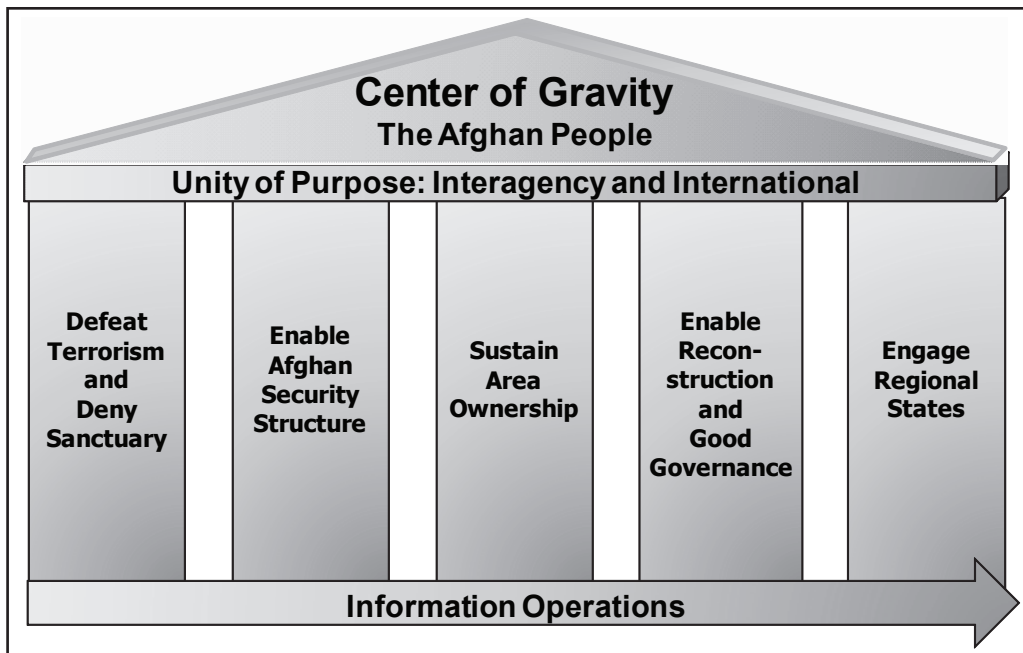 Center of Gravity
The Afghan People
Unity of Purpose: Interagency and International
Defeat
Terrorism
and
Deny
Sanctuary
Enable
Afghan
Security
Structure
Sustain
Area
Ownership
Enable
Recon-
struction
and
Good
Governance
Engage
Regional
States
Information Operations